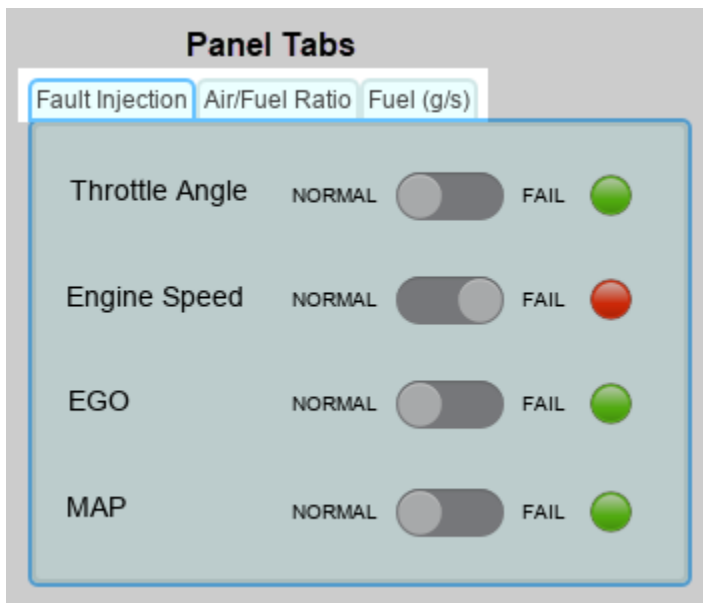 Panel Tabs
Fault Injection Air/Fuel Ratio Fuel (g/s)
Throttle Angle NORMAL FAIL
Engine Speed NORMAL FAIL
EGO NORMAL FAIL
MAP NORMAL FAIL